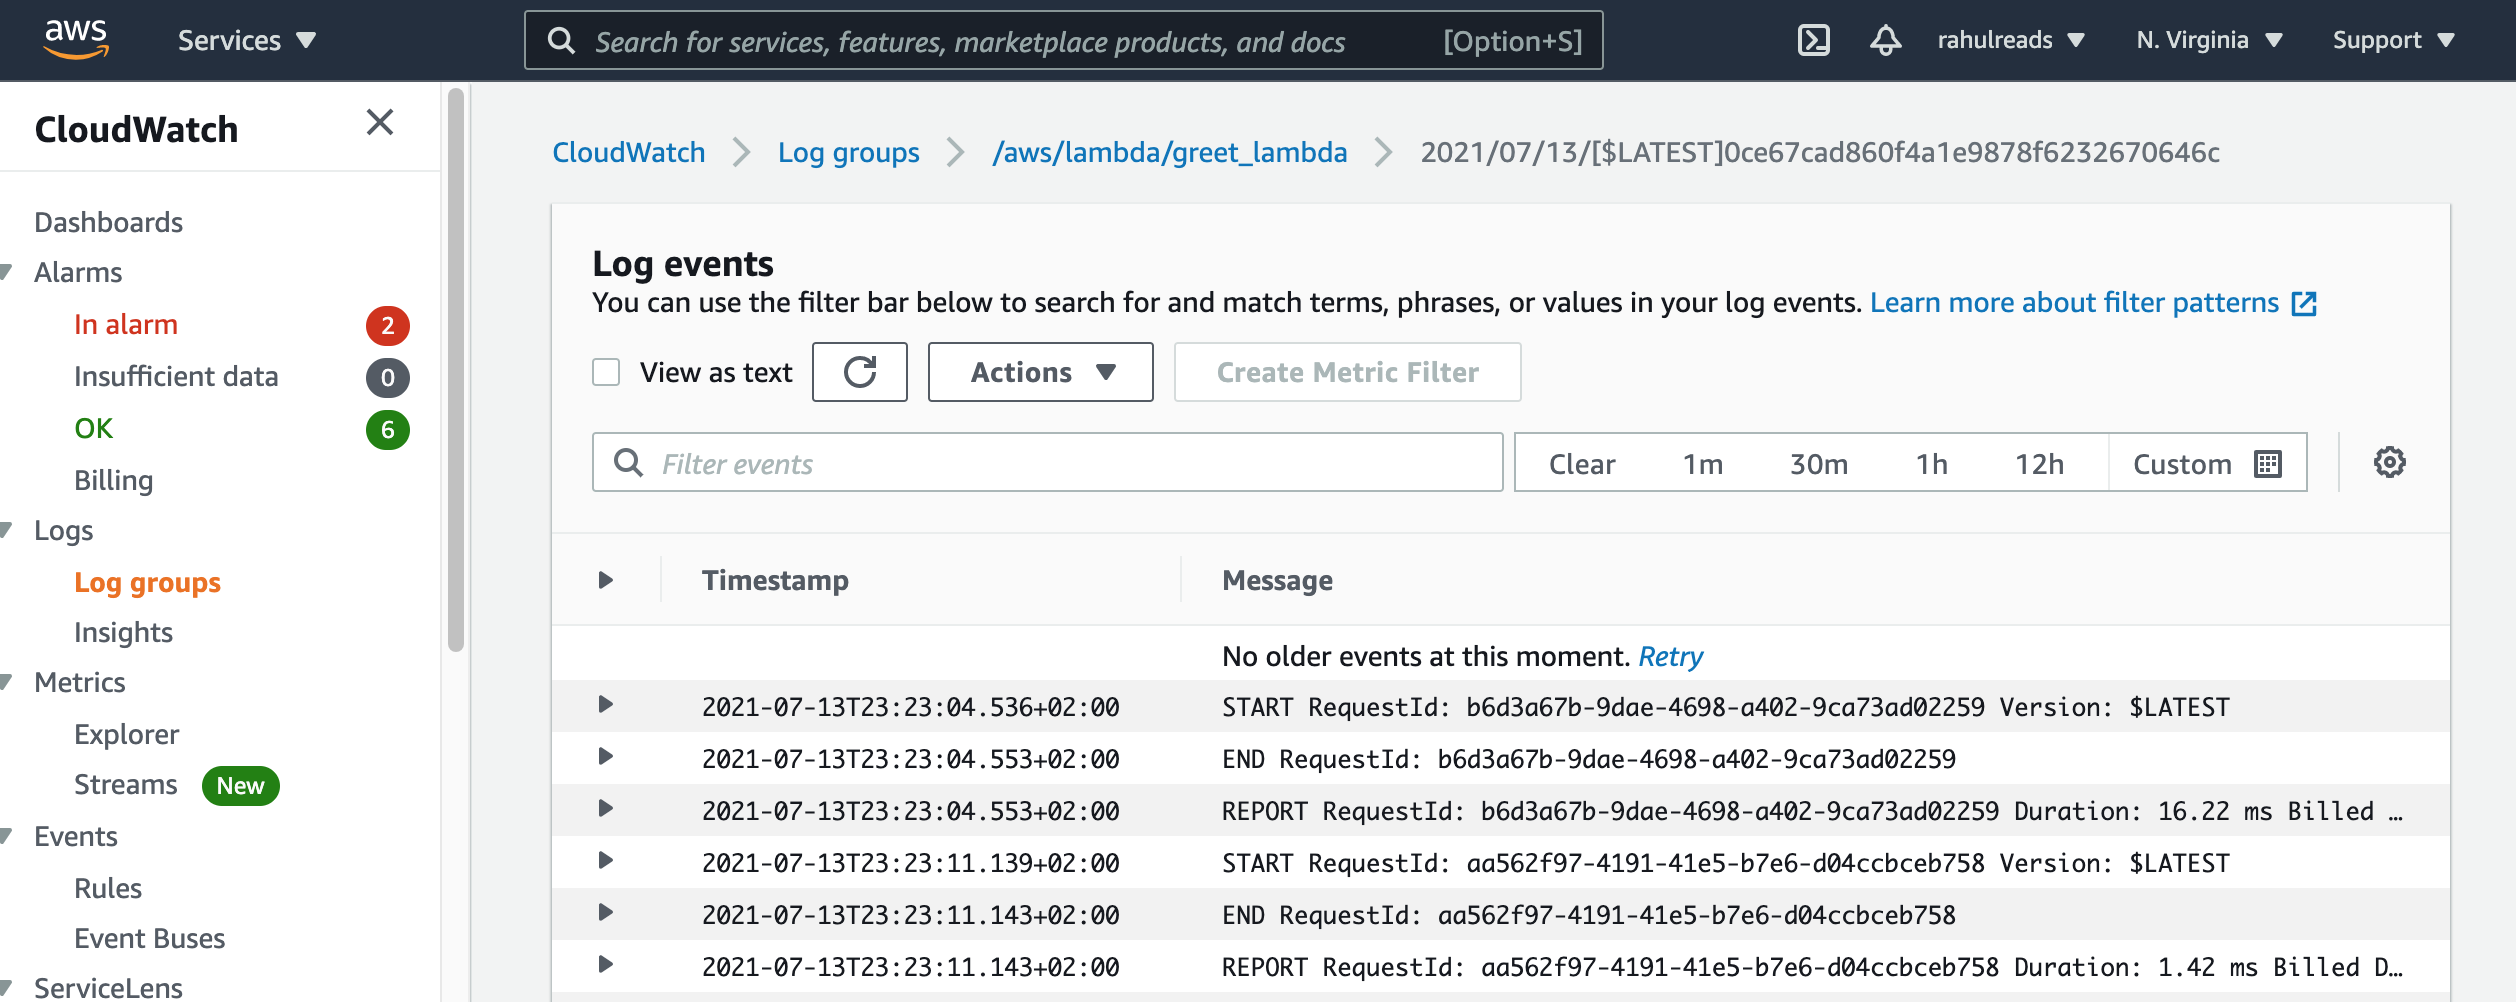 aws Services Search for services, features, marketplace products, and docs [Option+S] rahulreads N. Virginia Support
CloudWatch
Dashboards
Alarms
In alarm 2
Insufficient data 0
OK 6
Billing
Logs
Log groups
Insights
Metrics
Explorer
Streams New
Events
Rules
Event Buses
ServiceLens
CloudWatch Log groups /aws/lambda/greet_lambda 2021/07/13/[$LATEST]0ce67cad860f4a1e9878f6232670646c
Log events
You can use the filter bar below to search for and match terms, phrases, or values in your log events. Learn more about filter patterns
View as text Actions Create Metric Filter
Filter events Clear 1m 30m 1h 12h Custom
Timestamp Message
No older events at this moment. Retry
2021-07-13T23:23:04.536+02:00 START RequestId: b6d3a67b-9dae-4698-a402-9ca73ad02259 Version: $LATEST
2021-07-13T23:23:04.553+02:00 END RequestId: b6d3a67b-9dae-4698-a402-9ca73ad02259
2021-07-13T23:23:04.553+02:00 REPORT RequestId: b6d3a67b-9dae-4698-a402-9ca73ad02259 Duration: 16.22 ms Billed …
2021-07-13T23:23:11.139+02:00 START RequestId: aa562f97-4191-41e5-b7e6-d04ccbceb758 Version: $LATEST
2021-07-13T23:23:11.143+02:00 END RequestId: aa562f97-4191-41e5-b7e6-d04ccbceb758
2021-07-13T23:23:11.143+02:00 REPORT RequestId: aa562f97-4191-41e5-b7e6-d04ccbceb758 Duration: 1.42 ms Billed D…